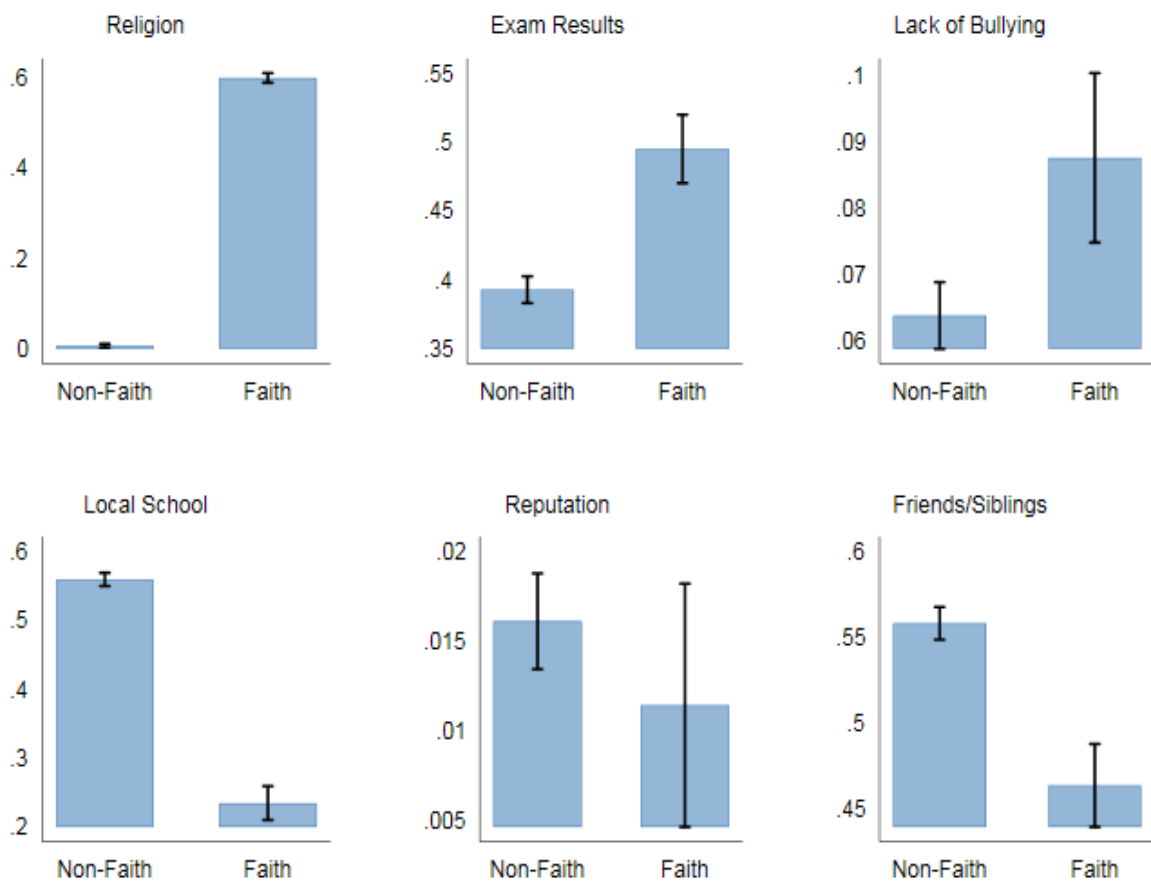 Religion
.6
.4
.2
0
Non-Faith Faith
Exam Results
.55
.5
.45
.4
.35
Non-Faith Faith
Lack of Bullying
.1
.09
.08
.07
.06
Non-Faith Faith
Local School
.6
.5
.4
.3
.2
Non-Faith Faith
Reputation
.02
.015
.01
.005
Non-Faith Faith
Friends/Siblings
.6
.55
.5
.45
Non-Faith Faith